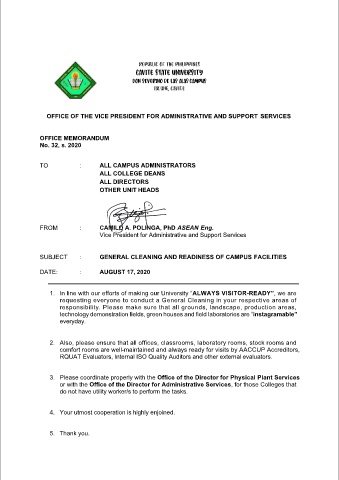 REPUBLIC OF THE PHILIPPINES
CAVITE STATE UNIVERSITY
DON SEVERINO DE LAS ALAS CAMPUS
INDANG, CAVITE
OFFICE OF THE VICE PRESIDENT FOR ADMINISTRATIVE AND SUPPORT SERVICES
OFFICE MEMORANDUM
No. 32, s. 2020
TO : ALL CAMPUS ADMINISTRATORS
ALL COLLEGE DEANS
ALL DIRECTORS
OTHER UNIT HEADS
FROM : CAMILO A. POLINGA, PhD ASEAN Eng.
Vice President for Administrative and Support Services
SUBJECT : GENERAL CLEANING AND READINESS OF CAMPUS FACILITIES
DATE: : AUGUST 17, 2020
1. In line with our efforts of making our University "ALWAYS VISITOR-READY", we are
requesting everyone to conduct a General Cleaning in your respective areas of
responsibility. Please make sure that all grounds, landscape, production areas,
technology demonstration fields, green houses and field laboratories are "instagramable"
everyday.
2. Also, please ensure that all offices, classrooms, laboratory rooms, stock rooms and
comfort rooms are well-maintained and always ready for visits by AACCUP Accreditors,
RQUAT Evaluators, Internal ISO Quality Auditors and other external evaluators.
3. Please coordinate properly with the Office of the Director for Physical Plant Services
or with the Office of the Director for Administrative Services, for those Colleges that
do not have utility worker/s to perform the tasks.
4. Your utmost cooperation is highly enjoined.
5. Thank you.